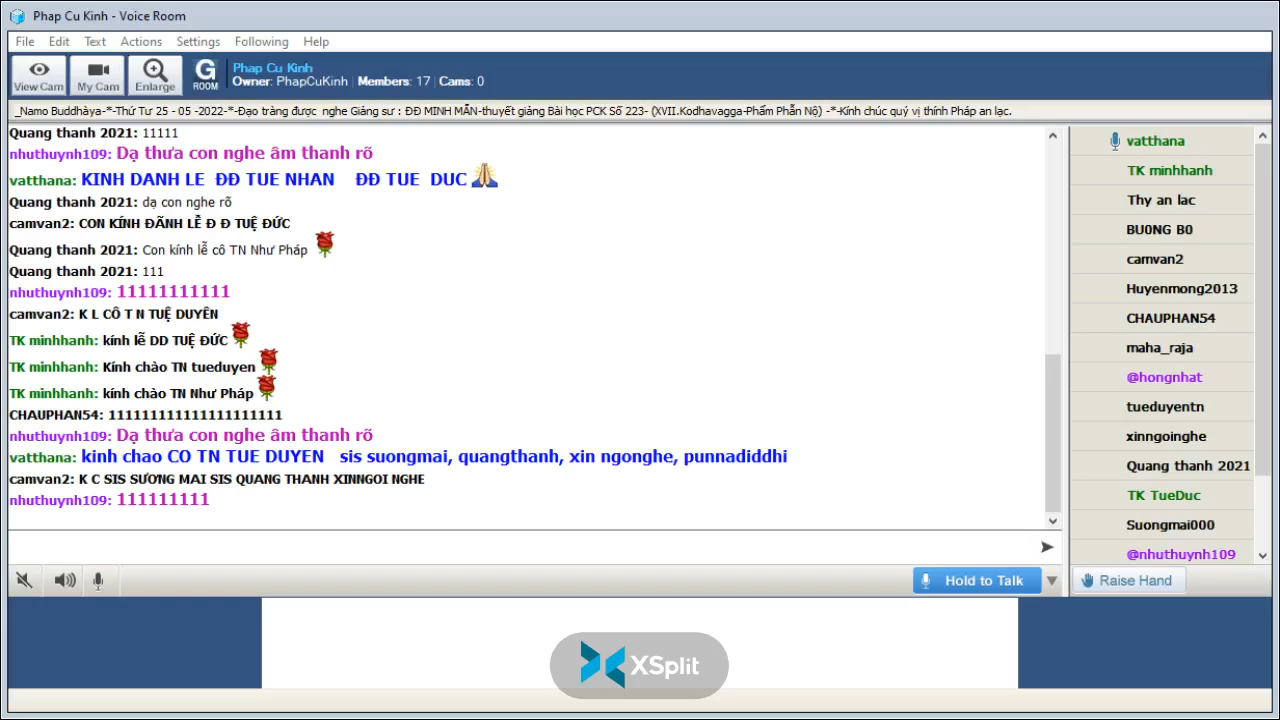 Phap Cu Kinh - Voice Room
File Edit Text Actions Settings Following Help
View Cam My Cam Enlarge G ROOM
Phap Cu Kinh
Owner: PhapCuKinh | Members: 17 | Cams: 0
_Namo Buddhàya-*-Thứ Tư 25 - 05 -2022-*-Đạo tràng được nghe Giảng sư : ĐĐ MINH MẪN-thuyết giảng Bài học PCK Số 223- (XVII.Kodhavagga-Phẩm Phẫn Nộ) -*-Kính chúc quý vị thính Pháp an lạc.
Quang thanh 2021: 11111
nhuthuynh109: Dạ thưa con nghe âm thanh rõ
vatthana: KINH DANH LE ĐĐ TUE NHAN ĐĐ TUE DUC
Quang thanh 2021: dạ con nghe rõ
camvan2: CON KÍNH ĐÃNH LỄ Đ Đ TUỆ ĐỨC
Quang thanh 2021: Con kính lễ cô TN Như Pháp
Quang thanh 2021: 111
nhuthuynh109: 11111111111
camvan2: K L CÔ T N TUỆ DUYÊN
TK minhhanh: kính lễ DD TUỆ ĐỨC
TK minhhanh: Kính chào TN tueduyen
TK minhhanh: kính chào TN Như Pháp
CHAUPHAN54: 111111111111111111111
nhuthuynh109: Dạ thưa con nghe âm thanh rõ
vatthana: kinh chao CO TN TUE DUYEN sis suongmai, quangthanh, xin ngonghe, punnadiddhi
camvan2: K C SIS SƯƠNG MAI SIS QUANG THANH XINNGOI NGHE
nhuthuynh109: 111111111
vatthana
TK minhhanh
Thy an lac
BU0NG B0
camvan2
Huyenmong2013
CHAUPHAN54
maha_raja
@hongnhat
tueduyentn
xinngoinghe
Quang thanh 2021
TK TueDuc
Suongmai000
@nhuthuynh109
Hold to Talk
Raise Hand
XSplit